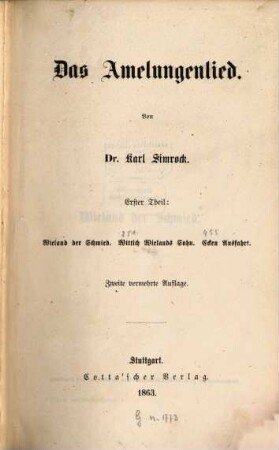 Das Amelungenlied.
Von
Dr. Karl Simrock.
Erster Theil:
Wieland der Schmied. Wittich Wielands Sohn. Ecken Ausfahrt.
Zweite vermehrte Auflage.
Stuttgart.
Cotta'scher Verlag.
1863.